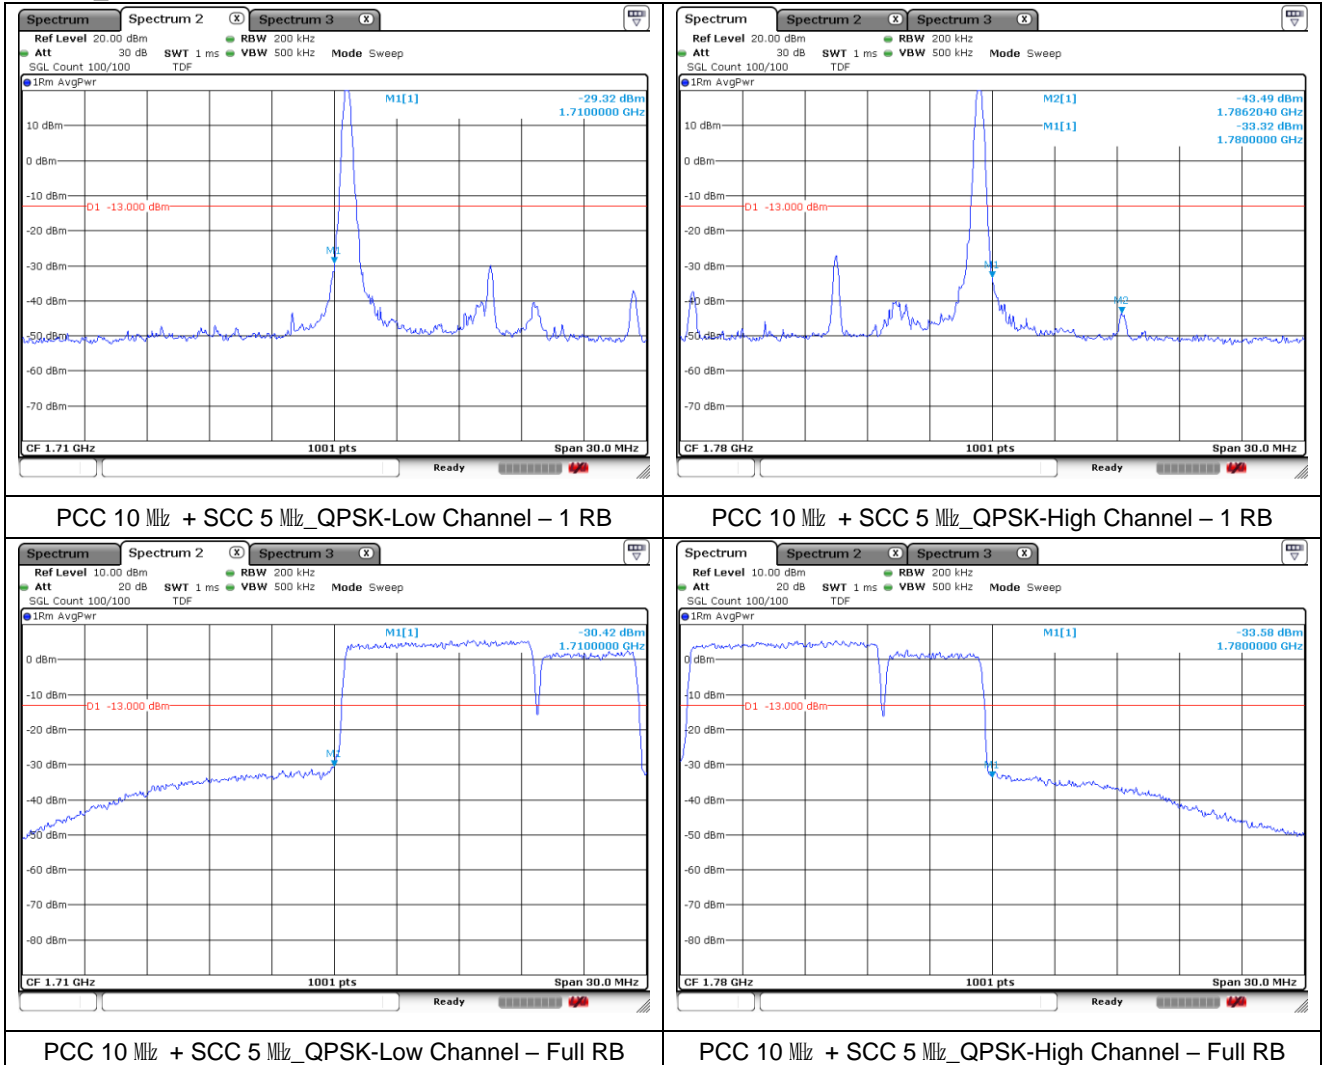 Spectrum Spectrum 2 X Spectrum 3 X
Ref Level 20.00 dBm RBW 200 kHz
Att 30 dB SWT 1 ms VBW 500 kHz Mode Sweep
SGL Count 100/100 TDF
1Rm AvgPwr
M1[1] -29.32 dBm
1.7100000 GHz
10 dBm
0 dBm
-10 dBm
D1 -13.000 dBm
-20 dBm
M1
-30 dBm
-40 dBm
-50 dBm
-60 dBm
-70 dBm
CF 1.71 GHz 1001 pts Span 30.0 MHz
Ready
PCC 10 ㎒ + SCC 5 ㎒_QPSK-Low Channel – 1 RB
Spectrum Spectrum 2 X Spectrum 3 X
Ref Level 20.00 dBm RBW 200 kHz
Att 30 dB SWT 1 ms VBW 500 kHz Mode Sweep
SGL Count 100/100 TDF
1Rm AvgPwr
M2[1] -43.49 dBm
1.7862040 GHz
10 dBm M1[1] -33.32 dBm
1.7800000 GHz
0 dBm
-10 dBm
D1 -13.000 dBm
-20 dBm
M1
-30 dBm
M2
-40 dBm
-50 dBm
-60 dBm
-70 dBm
CF 1.78 GHz 1001 pts Span 30.0 MHz
Ready
PCC 10 ㎒ + SCC 5 ㎒_QPSK-High Channel – 1 RB
Spectrum Spectrum 2 X Spectrum 3 X
Ref Level 10.00 dBm RBW 200 kHz
Att 20 dB SWT 1 ms VBW 500 kHz Mode Sweep
SGL Count 100/100 TDF
1Rm AvgPwr
M1[1] -30.42 dBm
1.7100000 GHz
0 dBm
-10 dBm
D1 -13.000 dBm
-20 dBm
M1
-30 dBm
-40 dBm
-50 dBm
-60 dBm
-70 dBm
-80 dBm
CF 1.71 GHz 1001 pts Span 30.0 MHz
Ready
PCC 10 ㎒ + SCC 5 ㎒_QPSK-Low Channel – Full RB
Spectrum Spectrum 2 X Spectrum 3 X
Ref Level 10.00 dBm RBW 200 kHz
Att 20 dB SWT 1 ms VBW 500 kHz Mode Sweep
SGL Count 100/100 TDF
1Rm AvgPwr
M1[1] -33.58 dBm
1.7800000 GHz
0 dBm
-10 dBm
D1 -13.000 dBm
-20 dBm
-30 dBm
M1
-40 dBm
-50 dBm
-60 dBm
-70 dBm
-80 dBm
CF 1.78 GHz 1001 pts Span 30.0 MHz
Ready
PCC 10 ㎒ + SCC 5 ㎒_QPSK-High Channel – Full RB